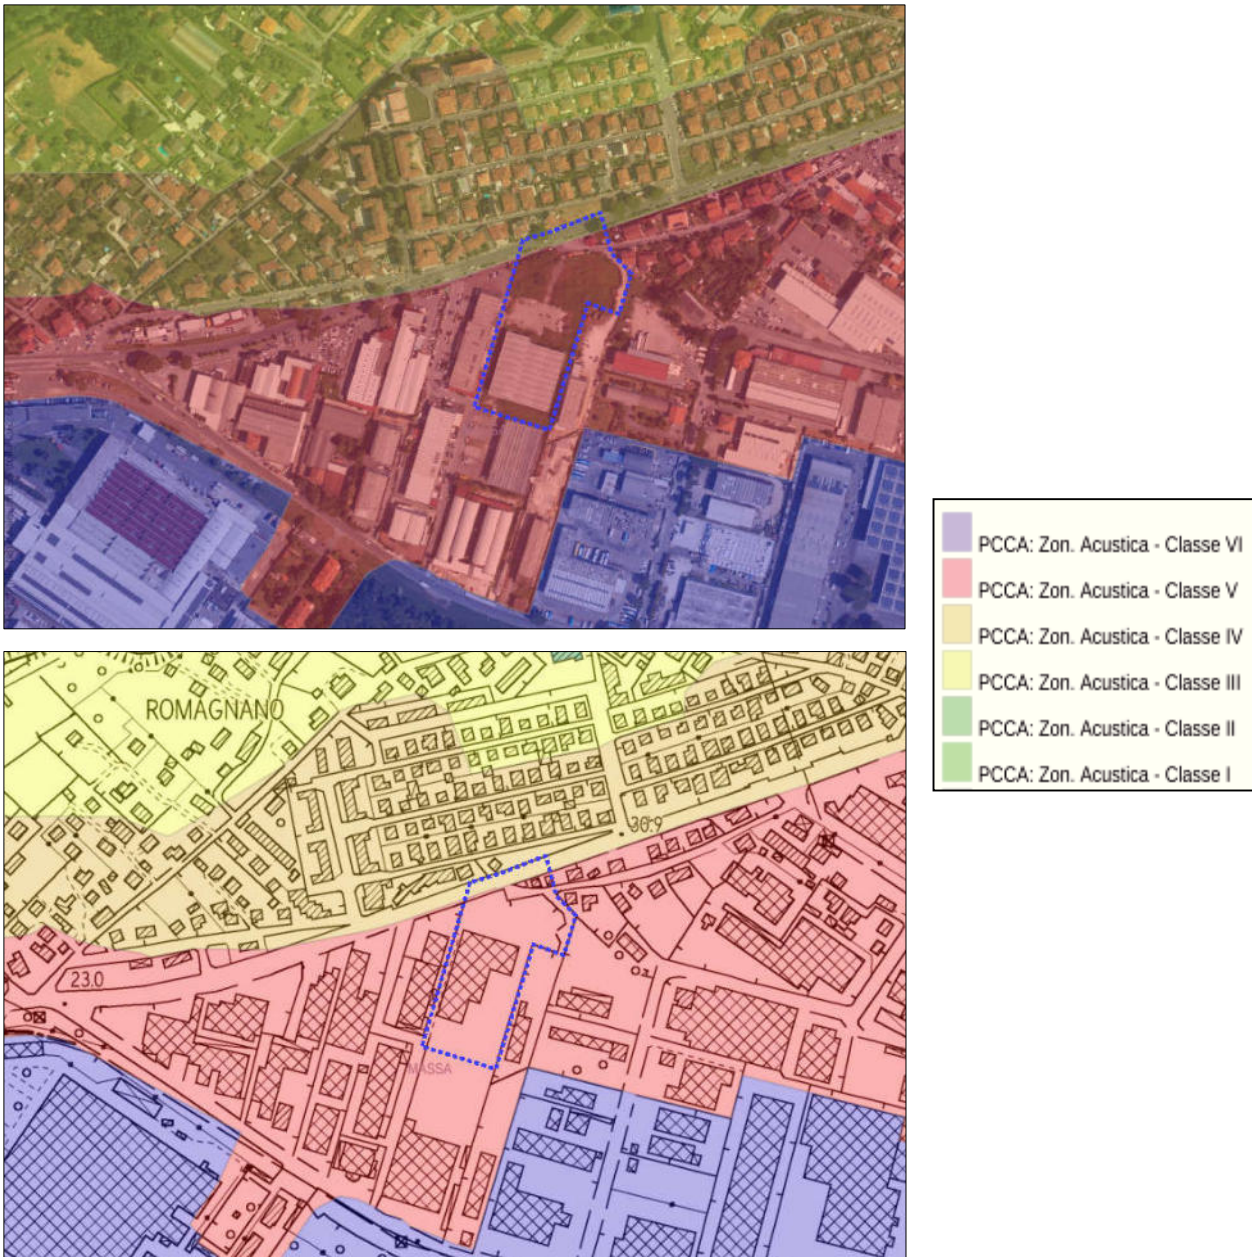 ROMAGNANO
30.9
23.0
MASSA
PCCA: Zon. Acustica - Classe VI
PCCA: Zon. Acustica - Classe V
PCCA: Zon. Acustica - Classe IV
PCCA: Zon. Acustica - Classe III
PCCA: Zon. Acustica - Classe II
PCCA: Zon. Acustica - Classe I